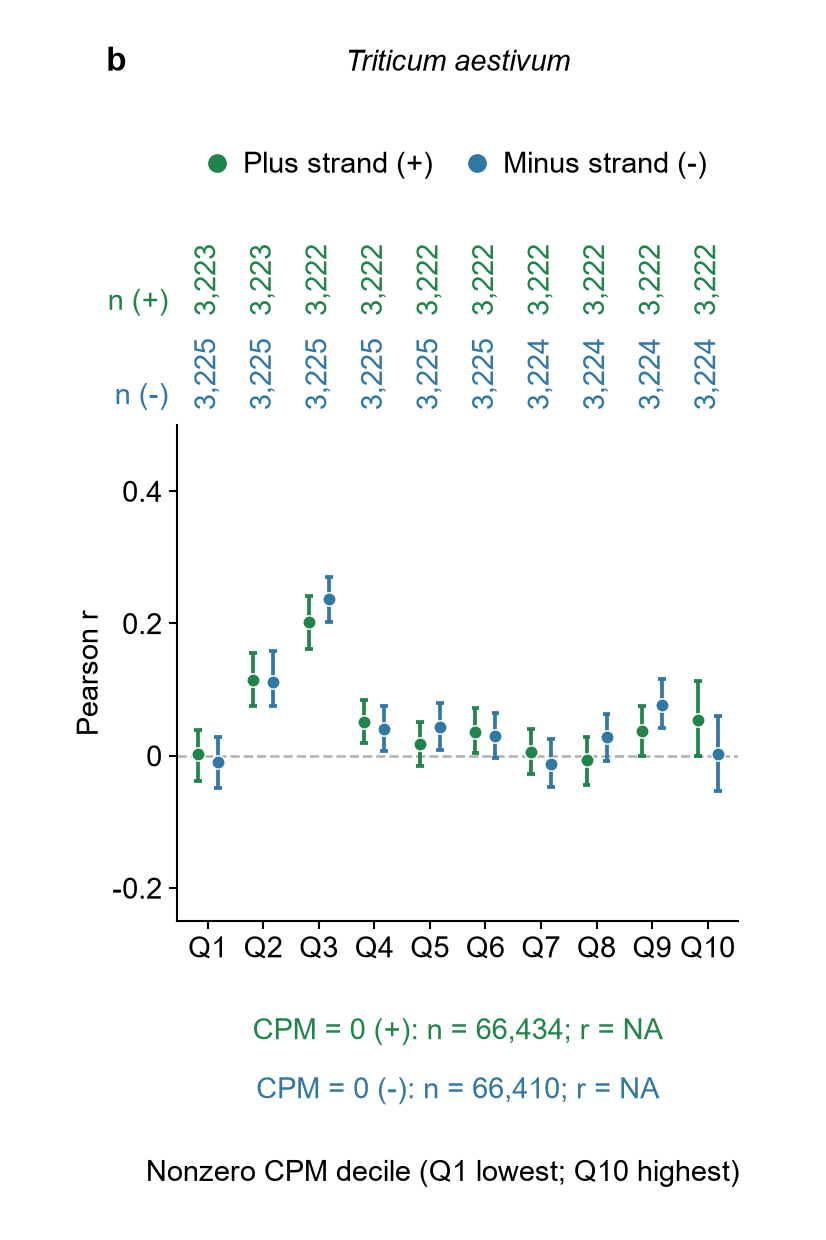 b
Triticum aestivum
Plus strand (+) Minus strand (-)
n (+) 3,223 3,223 3,222 3,222 3,222 3,222 3,222 3,222 3,222 3,222
n (-) 3,225 3,225 3,225 3,225 3,225 3,225 3,224 3,224 3,224 3,224
Pearson r
0.4
0.2
0
-0.2
Q1 Q2 Q3 Q4 Q5 Q6 Q7 Q8 Q9 Q10
CPM = 0 (+): n = 66,434; r = NA
CPM = 0 (-): n = 66,410; r = NA
Nonzero CPM decile (Q1 lowest; Q10 highest)